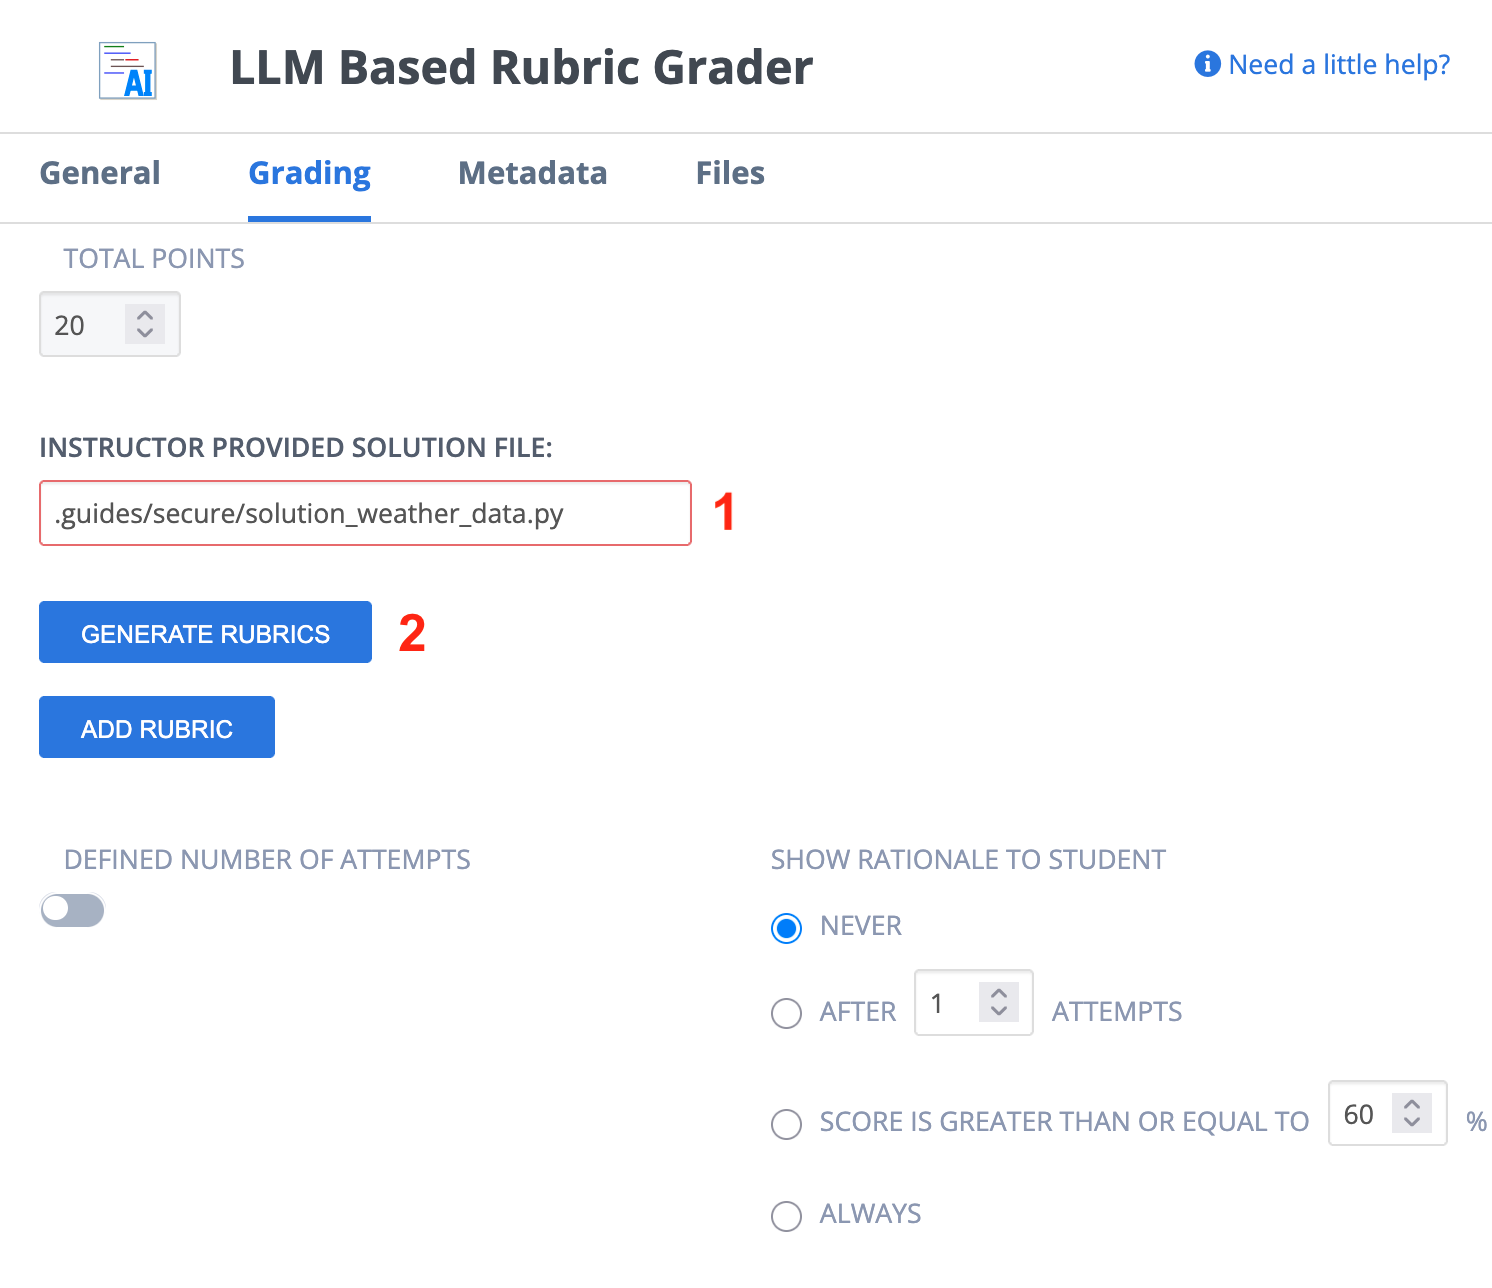 AI
LLM Based Rubric Grader
Need a little help?
General Grading Metadata Files
TOTAL POINTS
20
INSTRUCTOR PROVIDED SOLUTION FILE:
.guides/secure/solution_weather_data.py 1
GENERATE RUBRICS 2
ADD RUBRIC
DEFINED NUMBER OF ATTEMPTS
SHOW RATIONALE TO STUDENT
NEVER
AFTER 1 ATTEMPTS
SCORE IS GREATER THAN OR EQUAL TO 60 %
ALWAYS